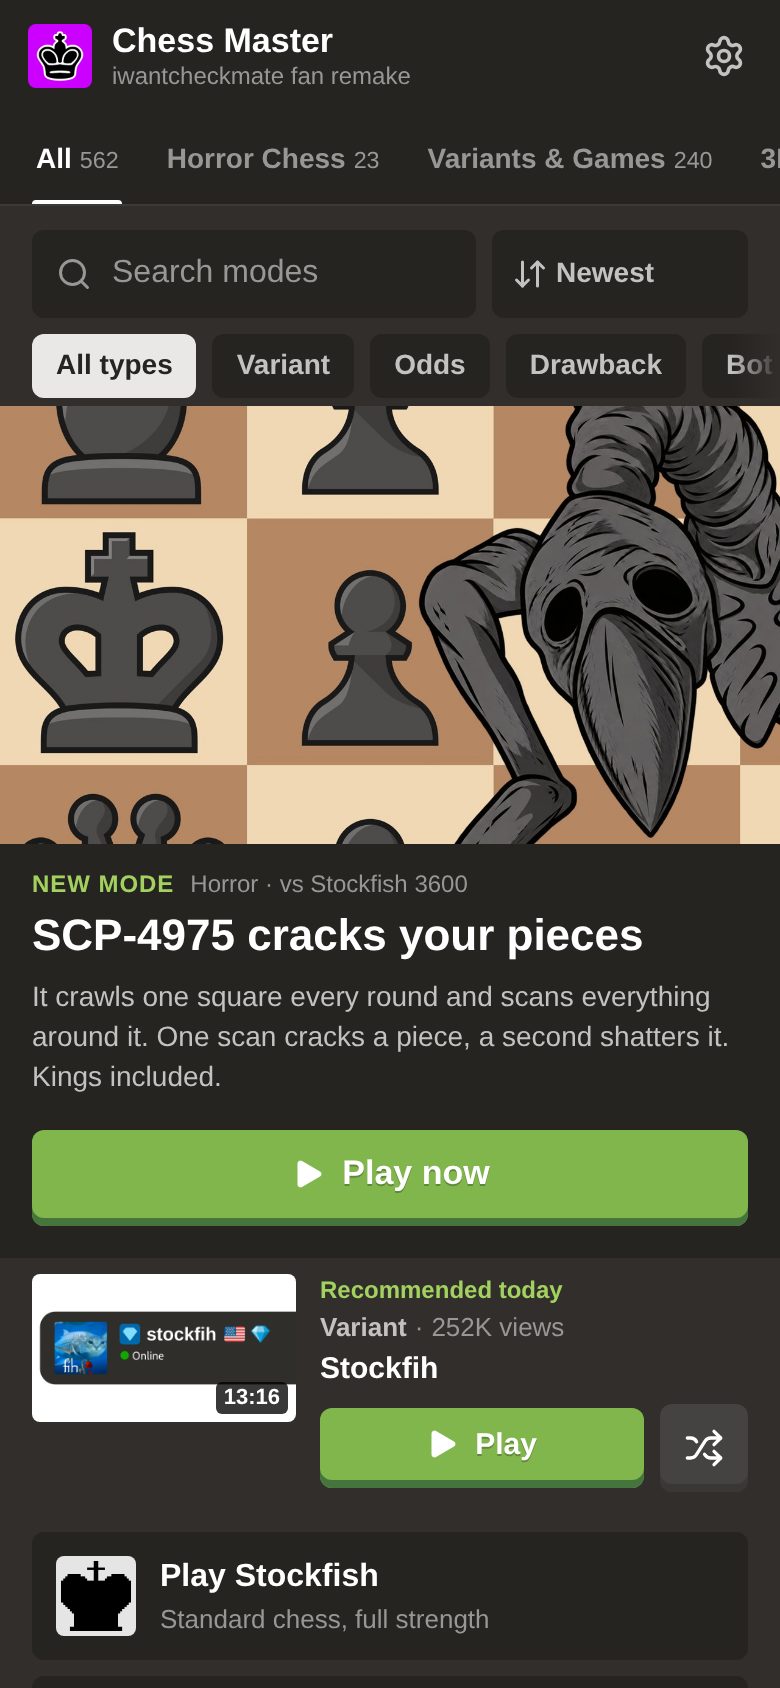 Chess Master
iwantcheckmate fan remake
All 562
Horror Chess 23
Variants & Games 240
Search modes
Newest
All types
Variant
Odds
Drawback
Bot
NEW MODE Horror · vs Stockfish 3600
SCP-4975 cracks your pieces
It crawls one square every round and scans everything
around it. One scan cracks a piece, a second shatters it.
Kings included.
Play now
stockfih
Online
fih
13:16
Recommended today
Variant · 252K views
Stockfih
Play
Play Stockfish
Standard chess, full strength